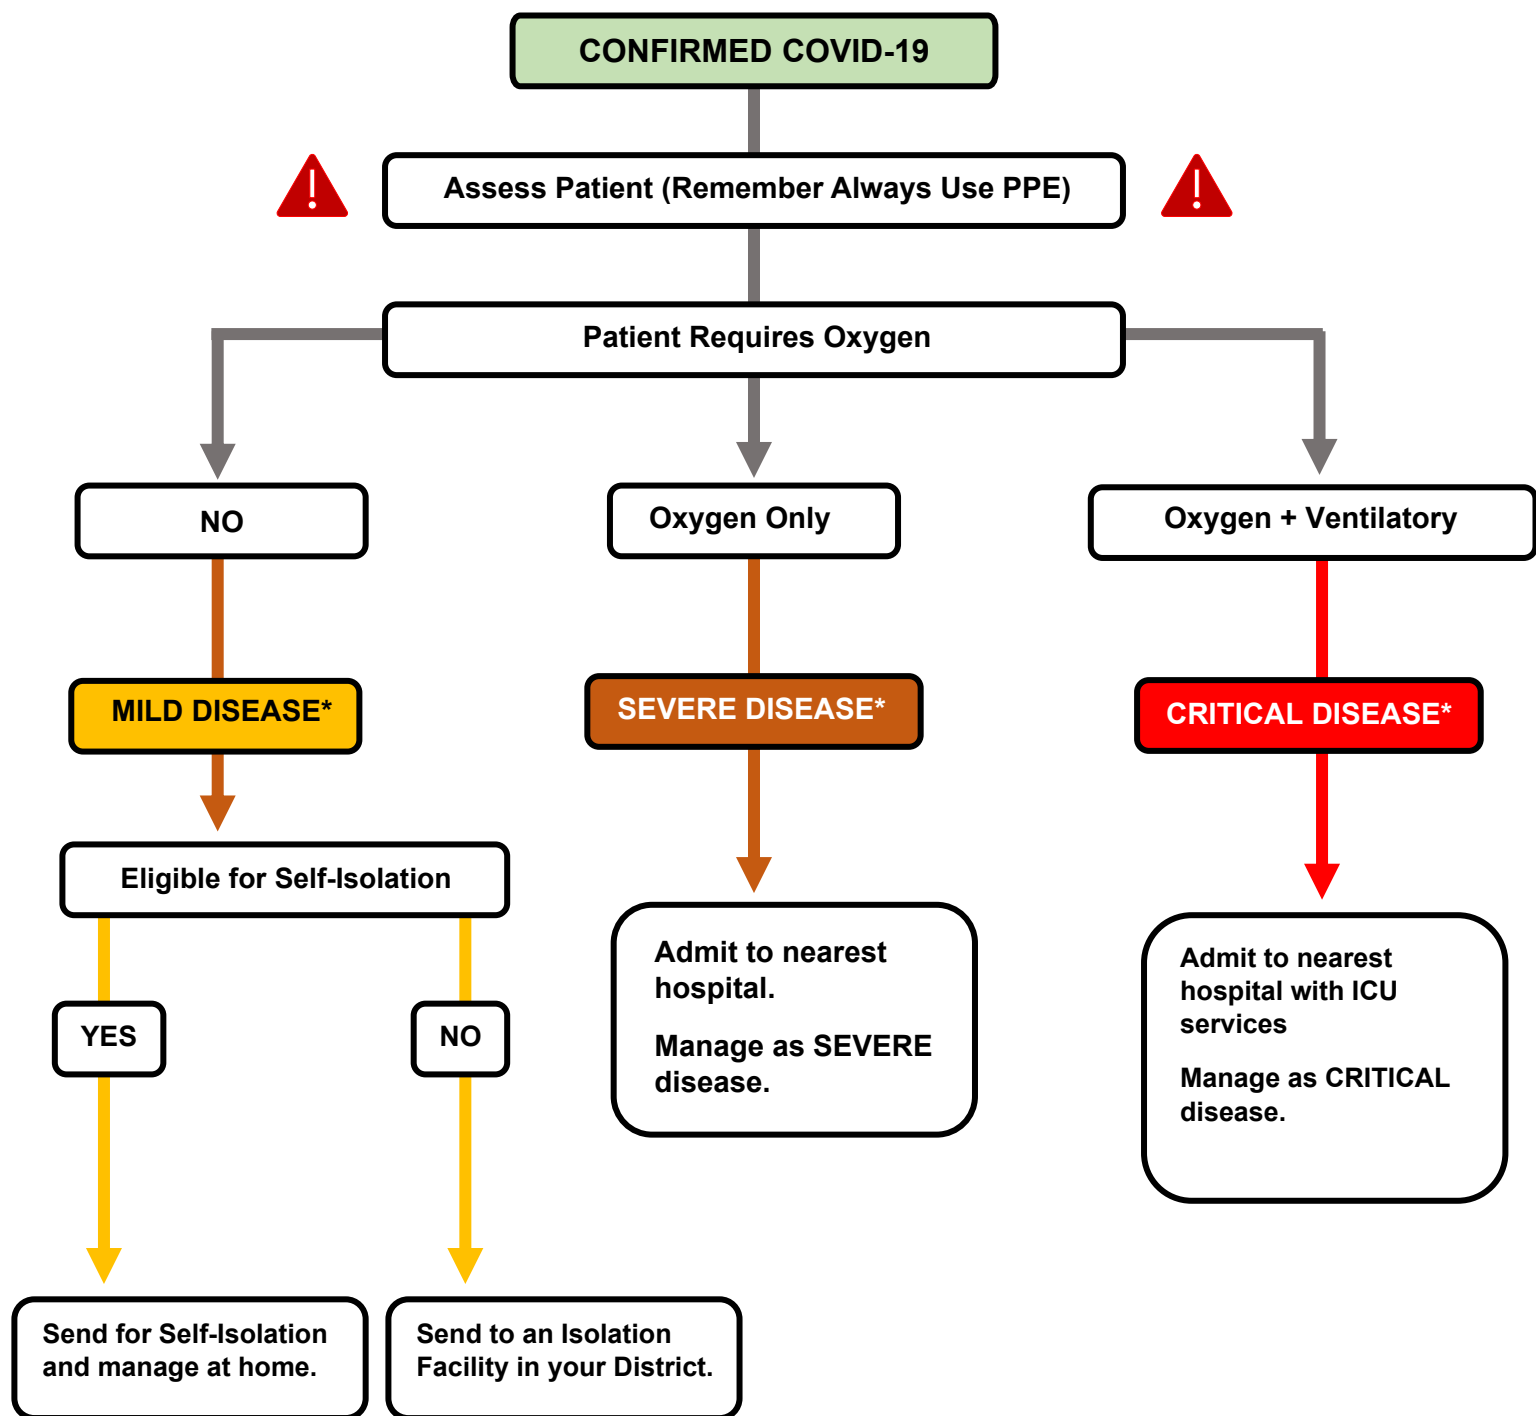 CONFIRMED COVID-19
Assess Patient (Remember Always Use PPE)
Patient Requires Oxygen
NO
Oxygen Only
Oxygen + Ventilatory
MILD DISEASE*
SEVERE DISEASE*
CRITICAL DISEASE*
Eligible for Self-Isolation
YES
NO
Admit to nearest
hospital.
Manage as SEVERE
disease.
Admit to nearest
hospital with ICU
services
Manage as CRITICAL
disease.
Send for Self-Isolation
and manage at home.
Send to an Isolation
Facility in your District.